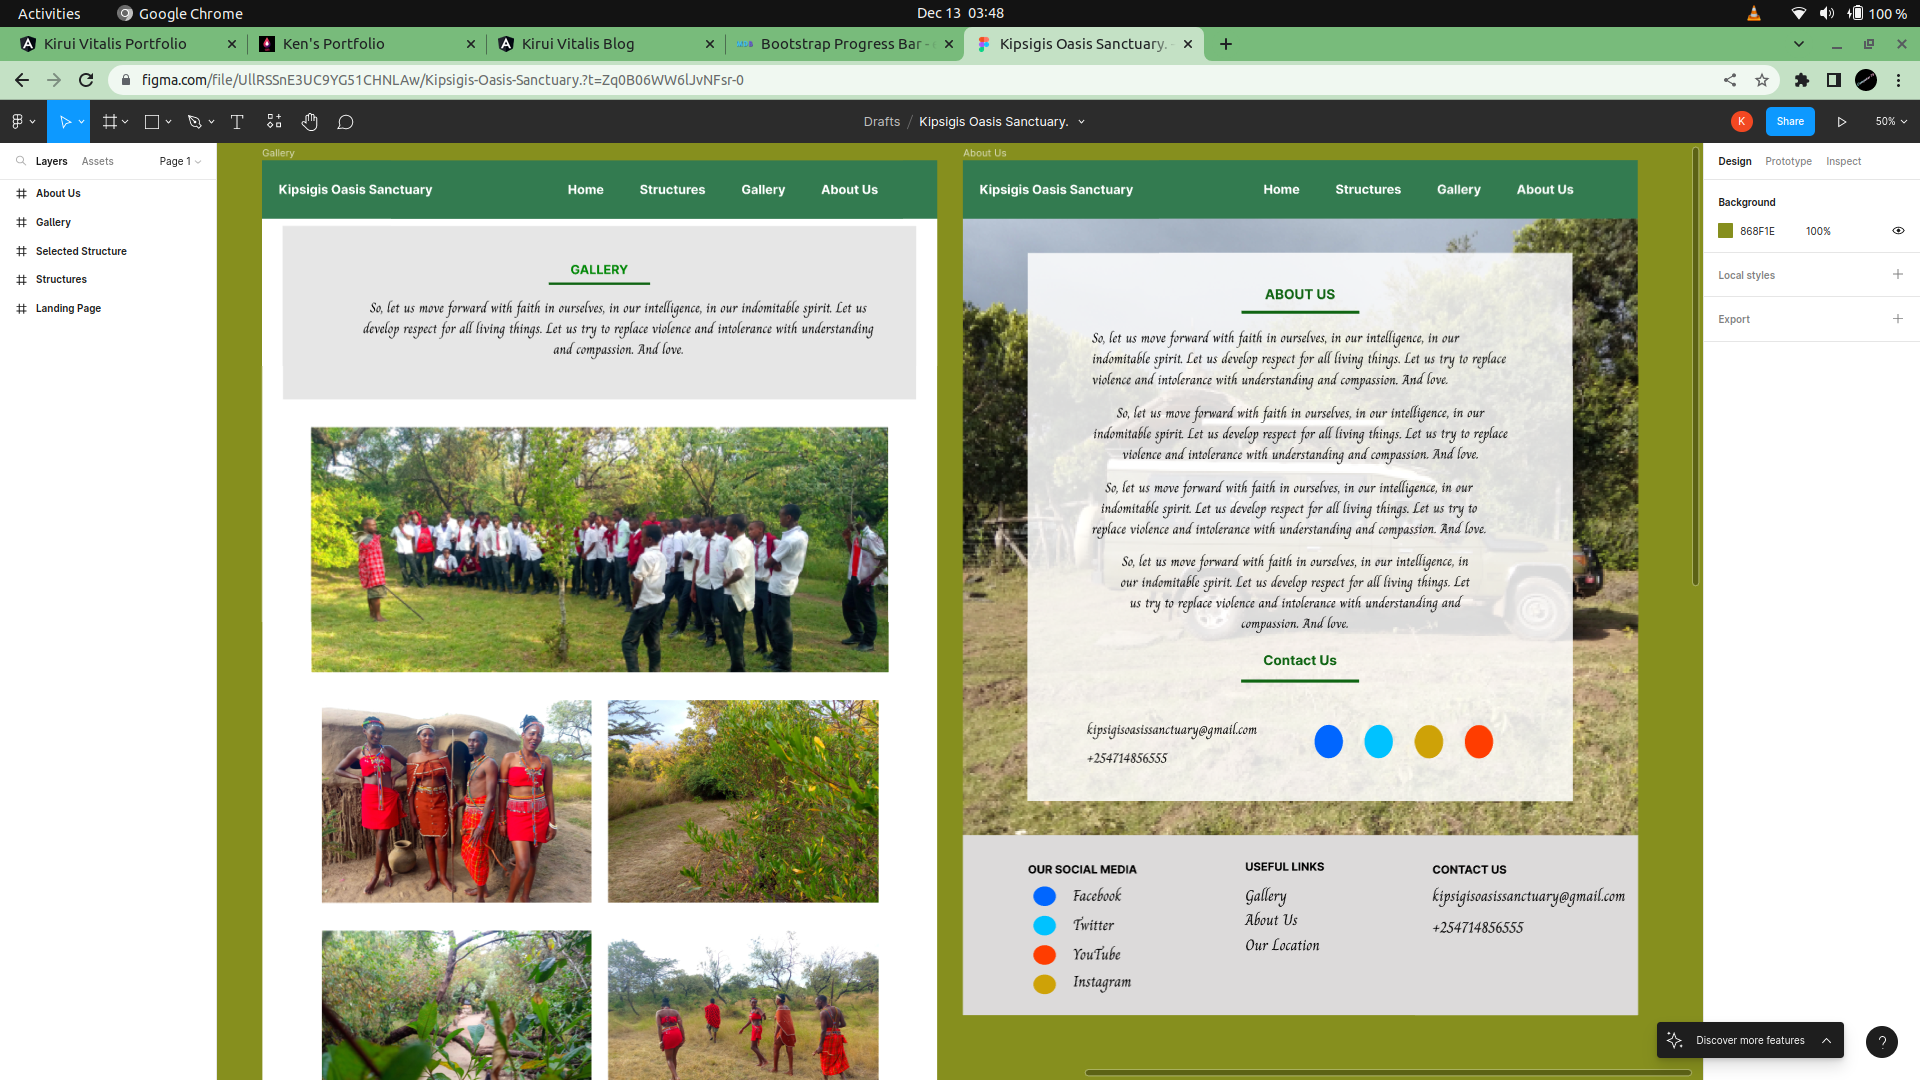 Activities
Google Chrome
Dec 13 03:48
100 %
Kirui Vitalis Portfolio
Ken's Portfolio
Kirui Vitalis Blog
Bootstrap Progress Bar -
Kipsigis Oasis Sanctuary.
figma.com/file/UllRSSnE3UC9YG51CHNLAw/Kipsigis-Oasis-Sanctuary.?t=Zq0B06WW6lJvNFsr-0
Drafts / Kipsigis Oasis Sanctuary.
K
Share
50%
Layers
Assets
Page 1
About Us
Gallery
Selected Structure
Structures
Landing Page
Gallery
Kipsigis Oasis Sanctuary
Home
Structures
Gallery
About Us
GALLERY
So, let us move forward with faith in ourselves, in our intelligence, in our indomitable spirit. Let us
develop respect for all living things. Let us try to replace violence and intolerance with understanding
and compassion. And love.
About Us
Kipsigis Oasis Sanctuary
Home
Structures
Gallery
About Us
ABOUT US
So, let us move forward with faith in ourselves, in our intelligence, in our
indomitable spirit. Let us develop respect for all living things. Let us try to replace
violence and intolerance with understanding and compassion. And love.
So, let us move forward with faith in ourselves, in our intelligence, in our
indomitable spirit. Let us develop respect for all living things. Let us try to replace
violence and intolerance with understanding and compassion. And love.
So, let us move forward with faith in ourselves, in our intelligence, in our
indomitable spirit. Let us develop respect for all living things. Let us try to
replace violence and intolerance with understanding and compassion. And love.
So, let us move forward with faith in ourselves, in our intelligence, in
our indomitable spirit. Let us develop respect for all living things. Let
us try to replace violence and intolerance with understanding and
compassion. And love.
Contact Us
kipsigisoasissanctuary@gmail.com
+254714856555
OUR SOCIAL MEDIA
Facebook
Twitter
YouTube
Instagram
USEFUL LINKS
Gallery
About Us
Our Location
CONTACT US
kipsigisoasissanctuary@gmail.com
+254714856555
Design
Prototype
Inspect
Background
868F1E
100%
Local styles
Export
Discover more features
?